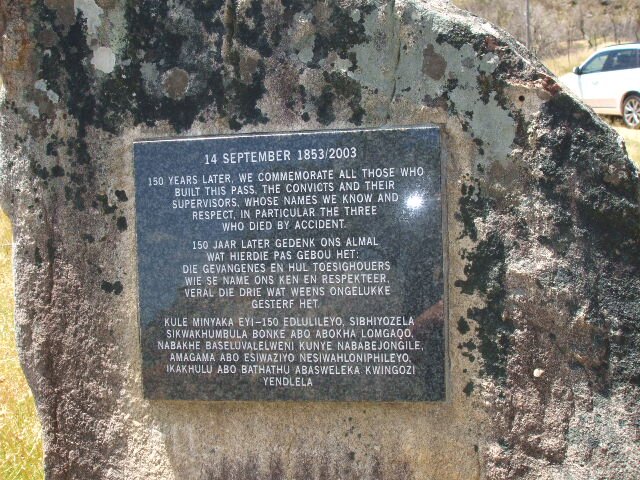 14 SEPTEMBER 1853/2003
150 YEARS LATER, WE COMMEMORATE ALL THOSE WHO
BUILT THIS PASS. THE CONVICTS AND THEIR
SUPERVISORS, WHOSE NAMES WE KNOW AND
RESPECT, IN PARTICULAR THE THREE
WHO DIED BY ACCIDENT.
150 JAAR LATER GEDENK ONS ALMAL
WAT HIERDIE PAS GEBOU HET:
DIE GEVANGENES EN HUL TOESIGHOUERS
WIE SE NAME ONS KEN EN RESPEKTEER,
VERAL DIE DRIE WAT WEENS ONGELUKKE
GESTERF HET.
KULE MINYAKA EYI-150 EDLULILEYO, SIBHIYOZELA
SIKWAKHUMBULA BONKE ABO ABOKHA LOMGAQO,
NABAKHE BASELUVALELWENI KUNYE NABABEJONGILE,
AMAGAMA ABO ESIWAZIYO NESIWAHLONIPHILEYO,
IKAKHULU ABO BATHATHU ABASWELEKA KWINGOZI
YENDLELA